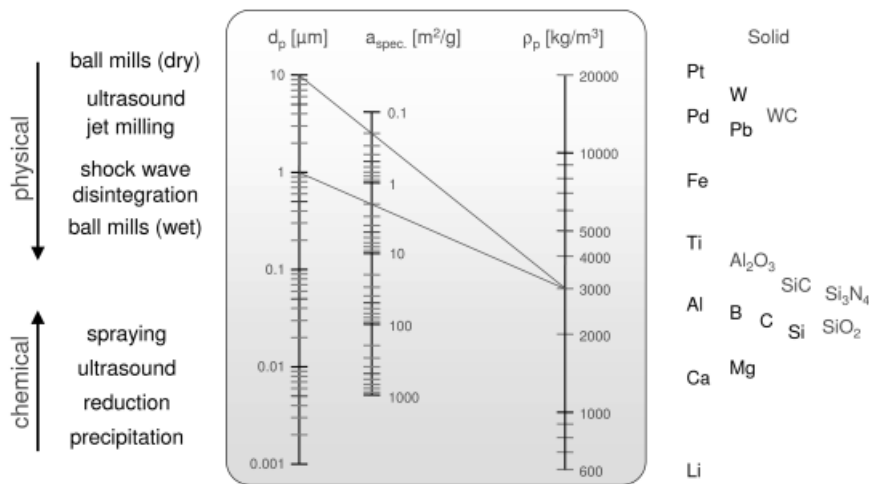 physical
chemical
ball mills (dry)
ultrasound
jet milling
shock wave
disintegration
ball mills (wet)
spraying
ultrasound
reduction
precipitation
dₚ [µm]
10
1
0.1
0.01
0.001
a_spec. [m²/g]
0.1
1
10
100
1000
ρₚ [kg/m³]
20000
10000
5000
4000
3000
2000
1000
600
Solid
Pt
W
Pd
Pb
WC
Fe
Ti
Al₂O₃
SiC
Si₃N₄
Al
B
C
Si
SiO₂
Mg
Ca
Li